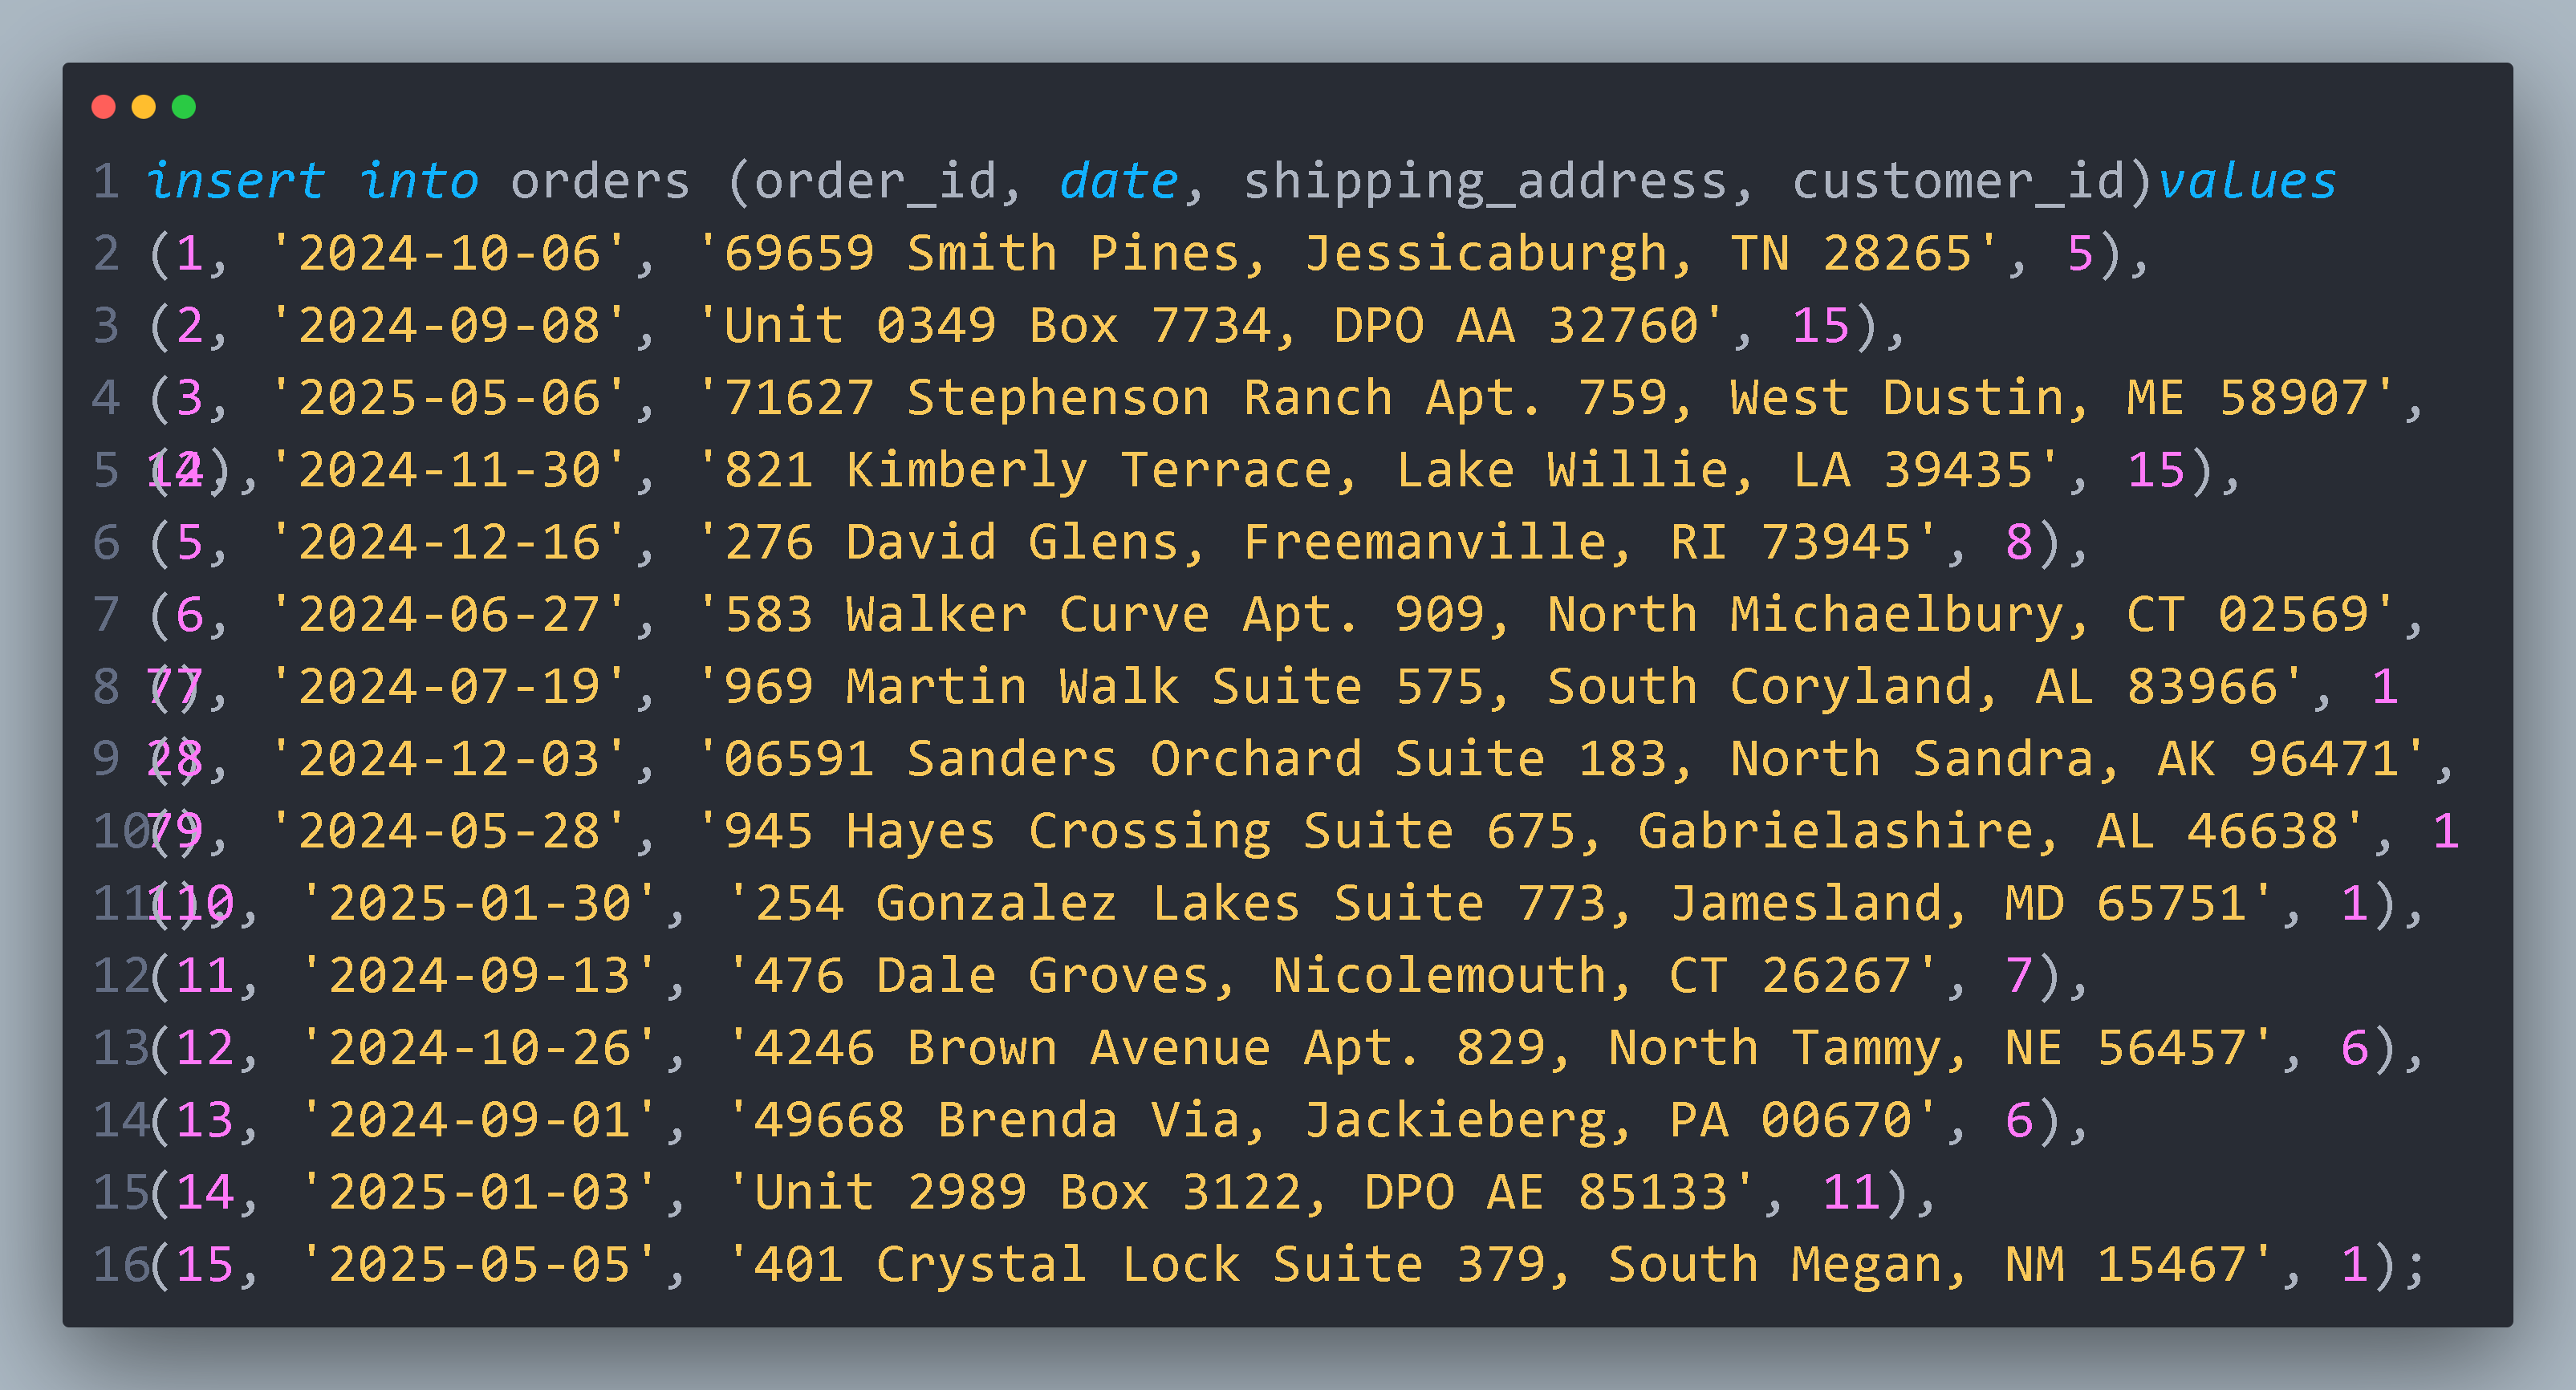 1 insert into orders (order_id, date, shipping_address, customer_id)values
2 (1, '2024-10-06', '69659 Smith Pines, Jessicaburgh, TN 28265', 5),
3 (2, '2024-09-08', 'Unit 0349 Box 7734, DPO AA 32760', 15),
4 (3, '2025-05-06', '71627 Stephenson Ranch Apt. 759, West Dustin, ME 58907',
12),
5 (4, '2024-11-30', '821 Kimberly Terrace, Lake Willie, LA 39435', 15),
6 (5, '2024-12-16', '276 David Glens, Freemanville, RI 73945', 8),
7 (6, '2024-06-27', '583 Walker Curve Apt. 909, North Michaelbury, CT 02569',
7),
8 (7, '2024-07-19', '969 Martin Walk Suite 575, South Coryland, AL 83966', 1
2),
9 (8, '2024-12-03', '06591 Sanders Orchard Suite 183, North Sandra, AK 96471',
7),
10 (9, '2024-05-28', '945 Hayes Crossing Suite 675, Gabrielashire, AL 46638', 1
1),
11 (10, '2025-01-30', '254 Gonzalez Lakes Suite 773, Jamesland, MD 65751', 1),
12 (11, '2024-09-13', '476 Dale Groves, Nicolemouth, CT 26267', 7),
13 (12, '2024-10-26', '4246 Brown Avenue Apt. 829, North Tammy, NE 56457', 6),
14 (13, '2024-09-01', '49668 Brenda Via, Jackieberg, PA 00670', 6),
15 (14, '2025-01-03', 'Unit 2989 Box 3122, DPO AE 85133', 11),
16 (15, '2025-05-05', '401 Crystal Lock Suite 379, South Megan, NM 15467', 1);